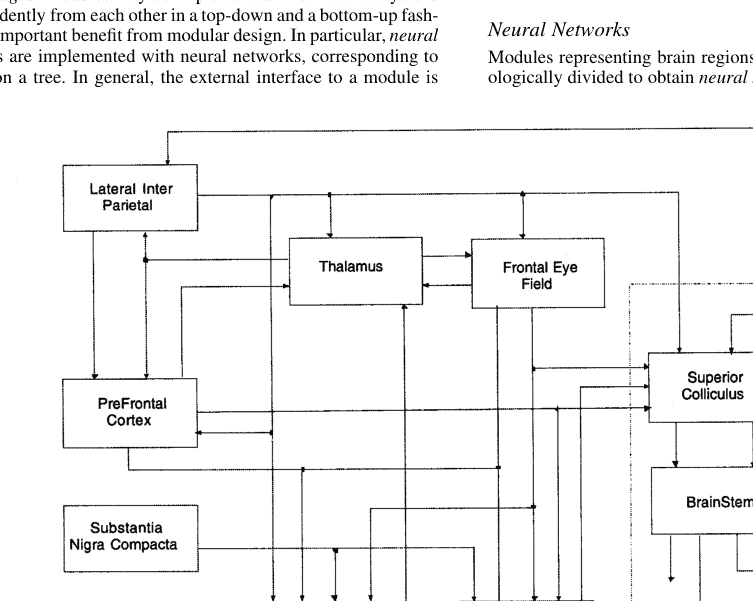 dently from each other in a top-down and a bottom-up fash-
mportant benefit from modular design. In particular, neural
s are implemented with neural networks, corresponding to
on a tree. In general, the external interface to a module is
Neural Networks
Modules representing brain regions
ologically divided to obtain neural
Lateral Inter
Parietal
Thalamus
Frontal Eye
Field
Superior
Colliculus
PreFrontal
Cortex
BrainStem
Substantia
Nigra Compacta